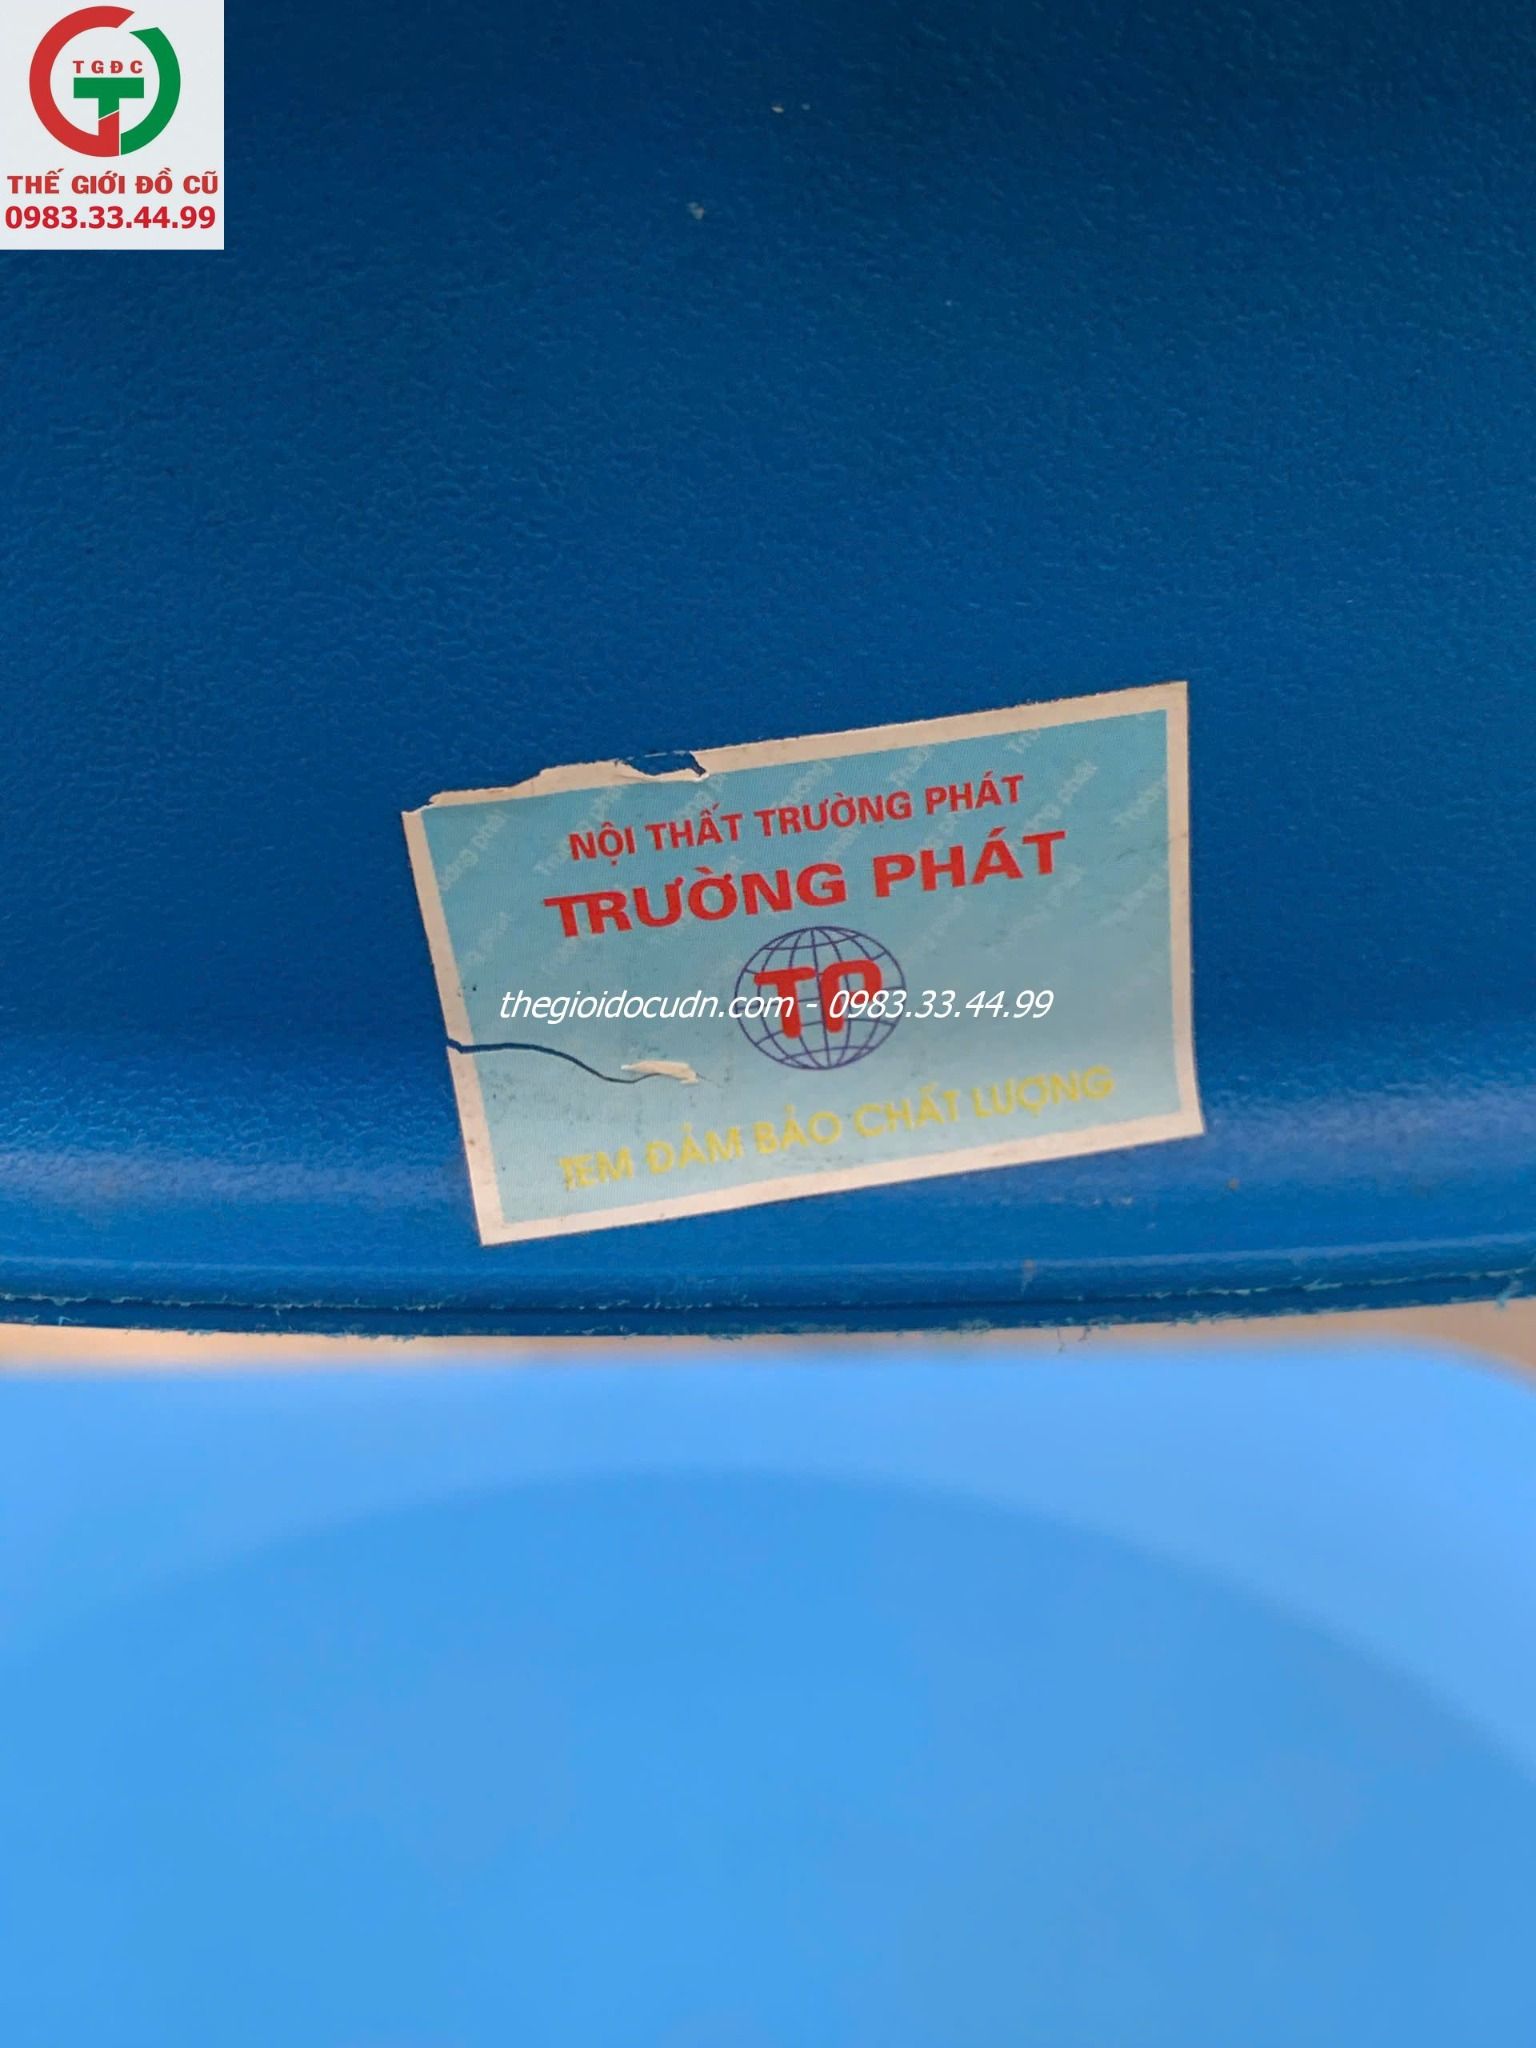 TGĐC
THẾ GIỚI ĐỒ CŨ
0983.33.44.99
NỘI THẤT TRƯỜNG PHÁT
TRƯỜNG PHÁT
TP
thegioidocudn.com - 0983.33.44.99
TEM ĐẢM BẢO CHẤT LƯỢNG